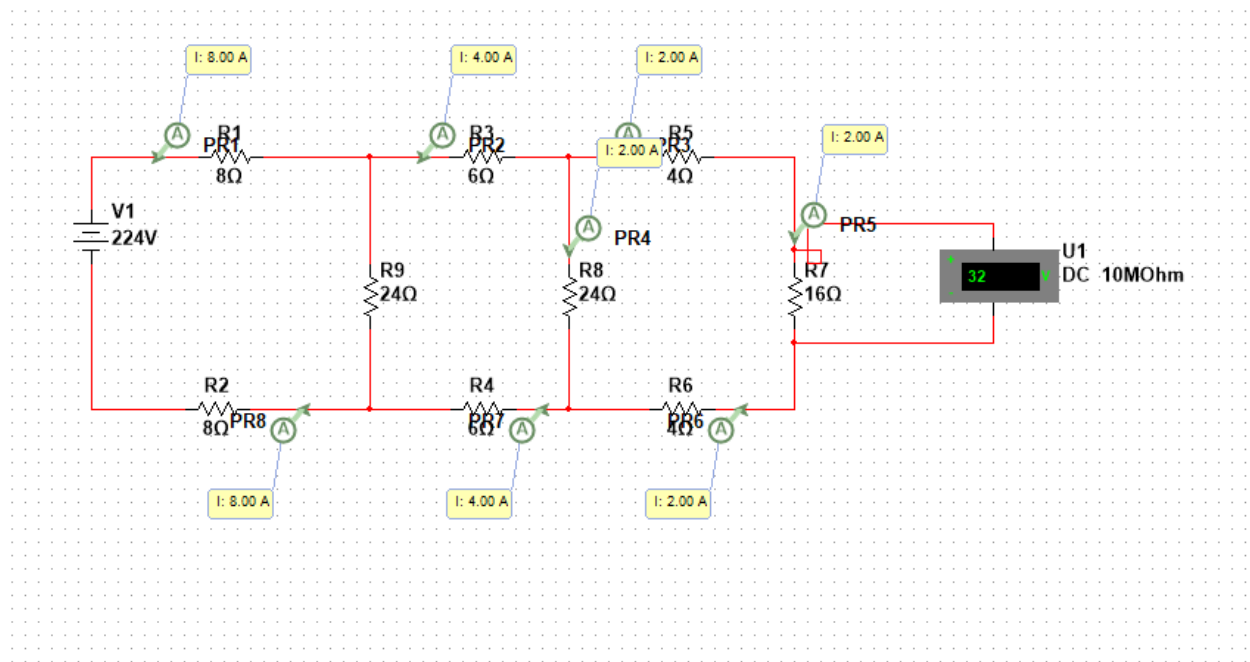 I: 8.00 A
I: 4.00 A
I: 2.00 A
I: 2.00 A
I: 2.00 A
R1
PR1
8Ω
R3
PR2
6Ω
R5
PR3
4Ω
A
A
A
A
A
V1
224V
PR4
PR5
R9
24Ω
R8
24Ω
R7
16Ω
U1
DC 10MOhm
+
32
V
-
R2
8Ω
PR8
R4
PR7
6Ω
R6
PR6
4Ω
A
A
A
I: 8.00 A
I: 4.00 A
I: 2.00 A